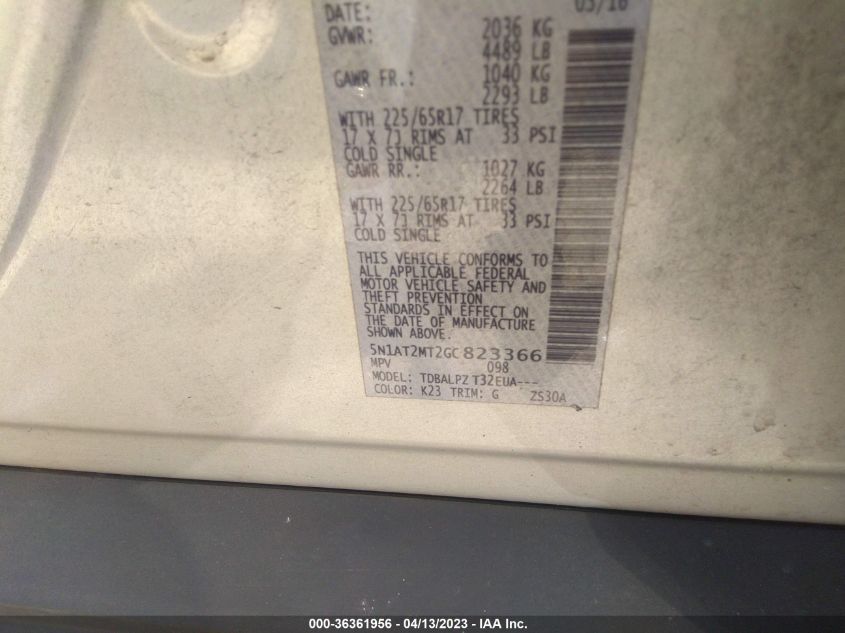 DATE: 03/16
GVWR: 2036 KG
4489 LB
GAWR FR.: 1040 KG
2293 LB
WITH 225/65R17 TIRES
17 X 7J RIMS AT 33 PSI
COLD SINGLE
GAWR RR.: 1027 KG
2264 LB
WITH 225/65R17 TIRES
17 X 7J RIMS AT 33 PSI
COLD SINGLE
THIS VEHICLE CONFORMS TO
ALL APPLICABLE FEDERAL
MOTOR VEHICLE SAFETY AND
THEFT PREVENTION
STANDARDS IN EFFECT ON
THE DATE OF MANUFACTURE
SHOWN ABOVE.
5N1AT2MT2GC823366
MPV 098
MODEL: TDBALPZ T32EUA---
COLOR: K23 TRIM: G ZS30A
000-36361956 - 04/13/2023 - IAA Inc.